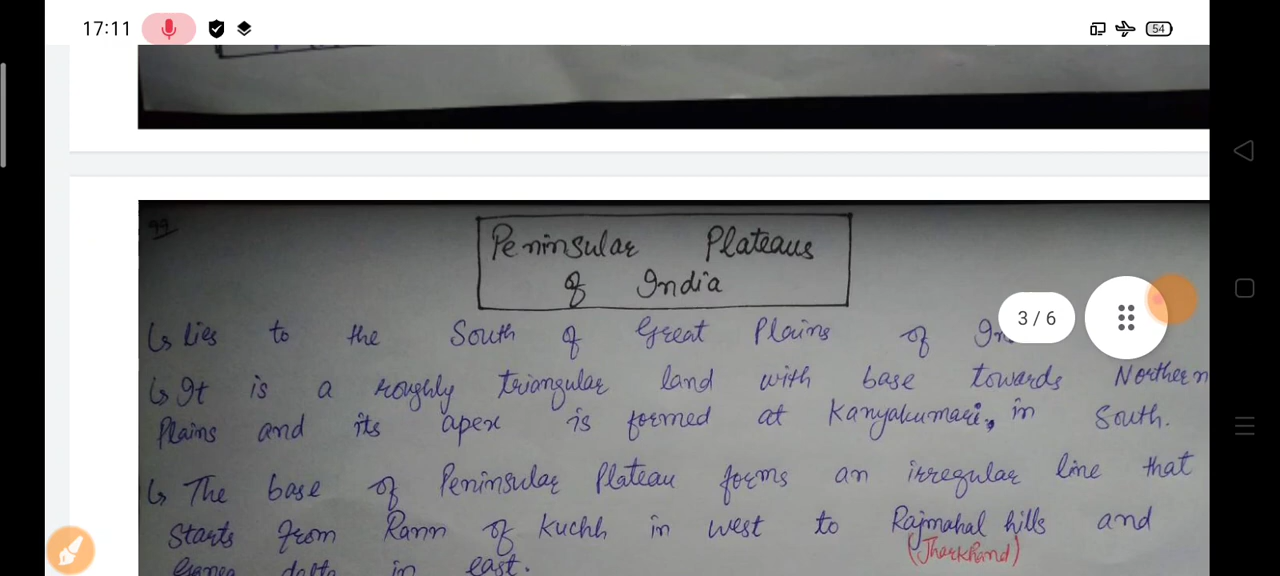 17:11
54
99
Peninsular Plateaus
of India
↳ lies to the South of Great Plains of
3 / 6
↳ It is a roughly triangular land with base towards Northern
Plains and its apex is formed at Kanyakumari, in South.
↳ The base of Peninsular Plateau forms an irregular line that
starts from Rann of Kuchh in west to Rajmahal hills and
(Jharkhand)
delta in east.